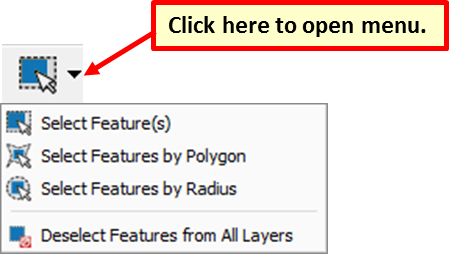 Click here to open menu.
Select Feature(s)
Select Features by Polygon
Select Features by Radius
Deselect Features from All Layers